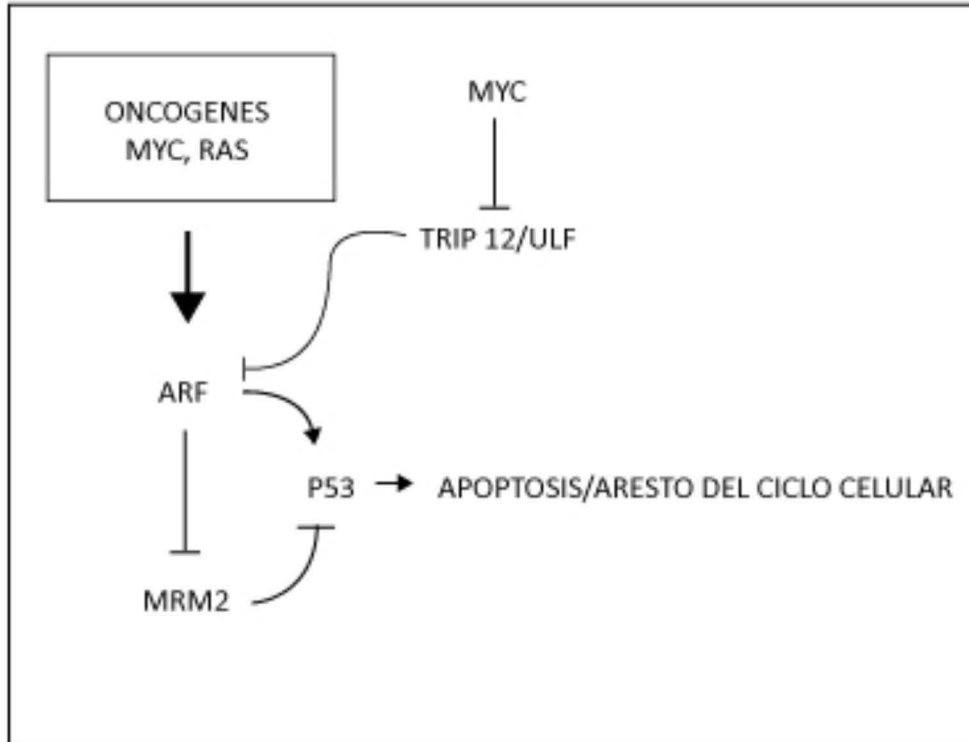 ONCOGENES
MYC, RAS
MYC
TRIP 12/ULF
ARF
P53
APOPTOSIS/ARESTO DEL CICLO CELULAR
MRM2